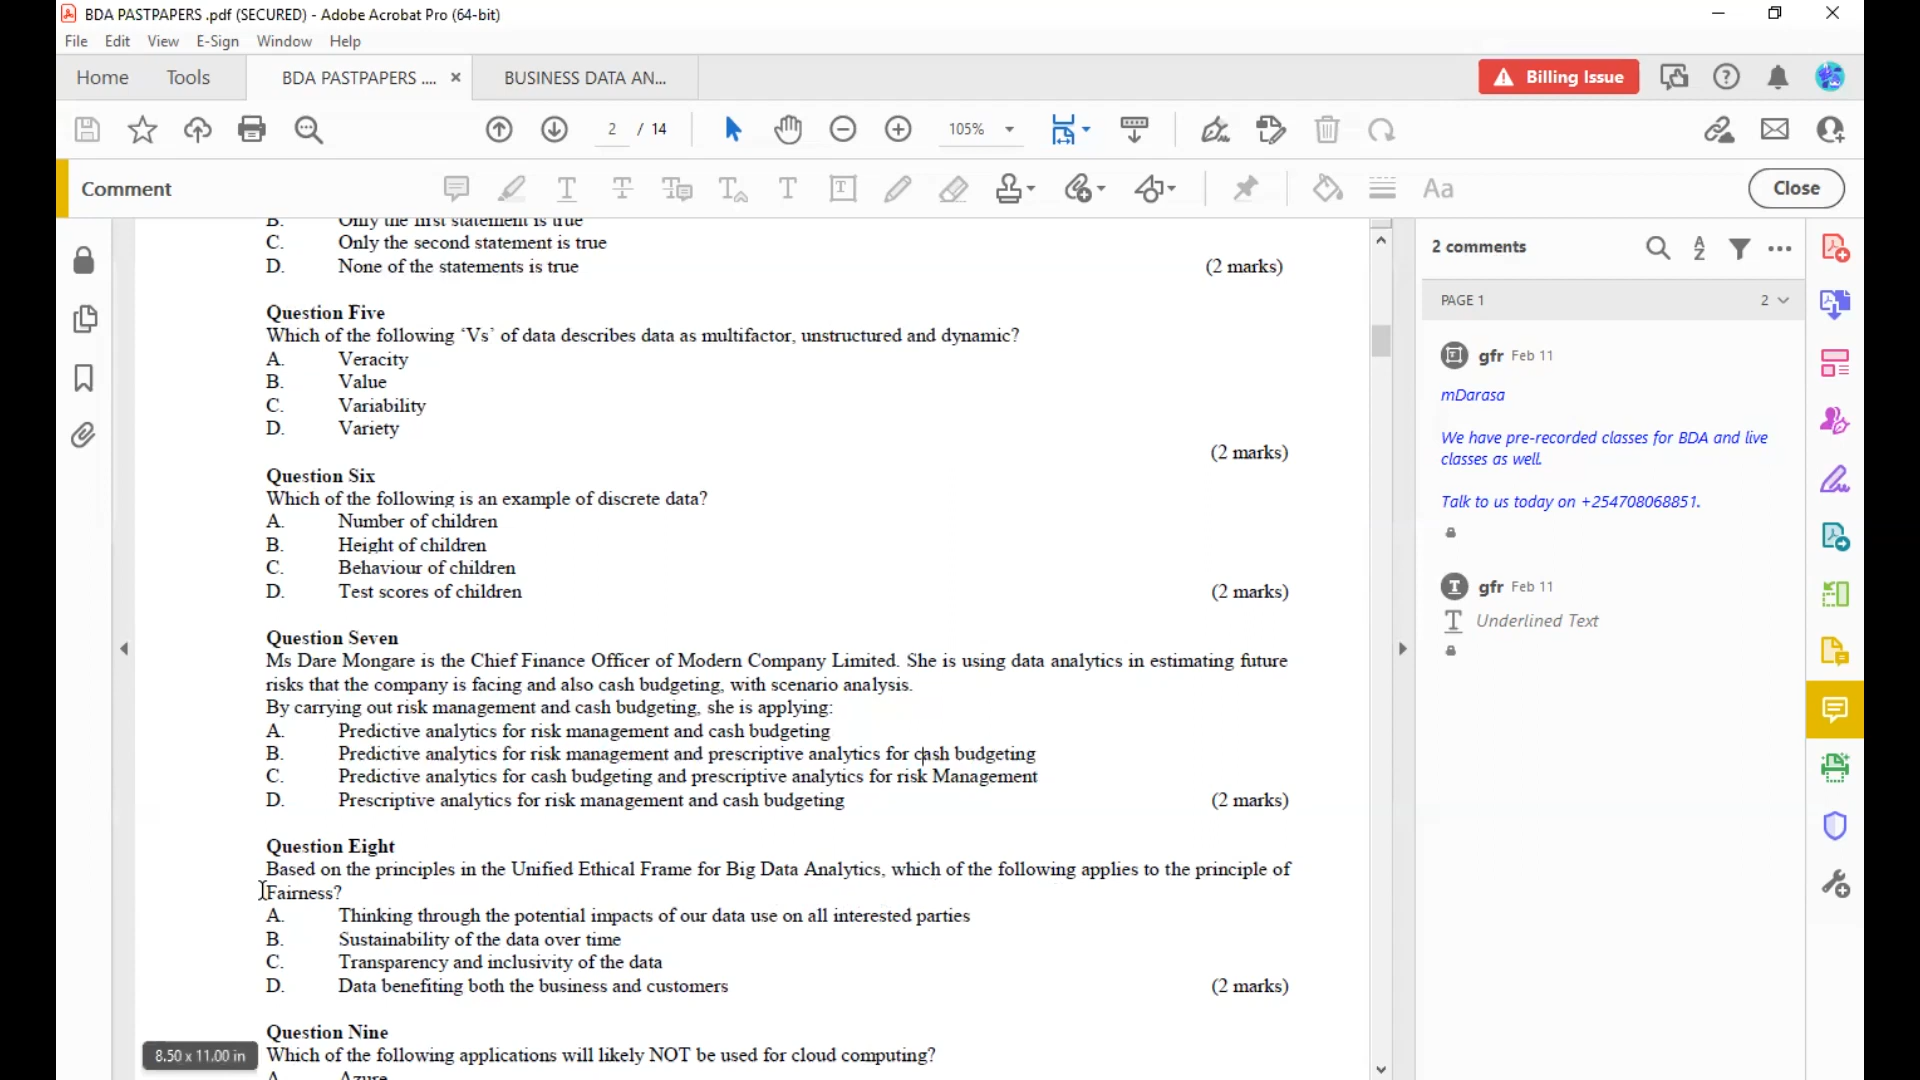 BDA PASTPAPERS .pdf (SECURED) - Adobe Acrobat Pro (64-bit)
File Edit View E-Sign Window Help
Home Tools BDA PASTPAPERS .... × BUSINESS DATA AN... Billing Issue
2 / 14 105%
Comment Close
B. Only the first statement is true
C. Only the second statement is true
D. None of the statements is true (2 marks)
Question Five
Which of the following ‘Vs’ of data describes data as multifactor, unstructured and dynamic?
A. Veracity
B. Value
C. Variability
D. Variety
(2 marks)
Question Six
Which of the following is an example of discrete data?
A. Number of children
B. Height of children
C. Behaviour of children
D. Test scores of children (2 marks)
Question Seven
Ms Dare Mongare is the Chief Finance Officer of Modern Company Limited. She is using data analytics in estimating future
risks that the company is facing and also cash budgeting, with scenario analysis.
By carrying out risk management and cash budgeting, she is applying:
A. Predictive analytics for risk management and cash budgeting
B. Predictive analytics for risk management and prescriptive analytics for cash budgeting
C. Predictive analytics for cash budgeting and prescriptive analytics for risk Management
D. Prescriptive analytics for risk management and cash budgeting (2 marks)
Question Eight
Based on the principles in the Unified Ethical Frame for Big Data Analytics, which of the following applies to the principle of
Fairness?
A. Thinking through the potential impacts of our data use on all interested parties
B. Sustainability of the data over time
C. Transparency and inclusivity of the data
D. Data benefiting both the business and customers (2 marks)
Question Nine
Which of the following applications will likely NOT be used for cloud computing?
A. Azure
8.50 x 11.00 in
2 comments
PAGE 1 2
gfr Feb 11
mDarasa
We have pre-recorded classes for BDA and live
classes as well.
Talk to us today on +254708068851.
gfr Feb 11
Underlined Text